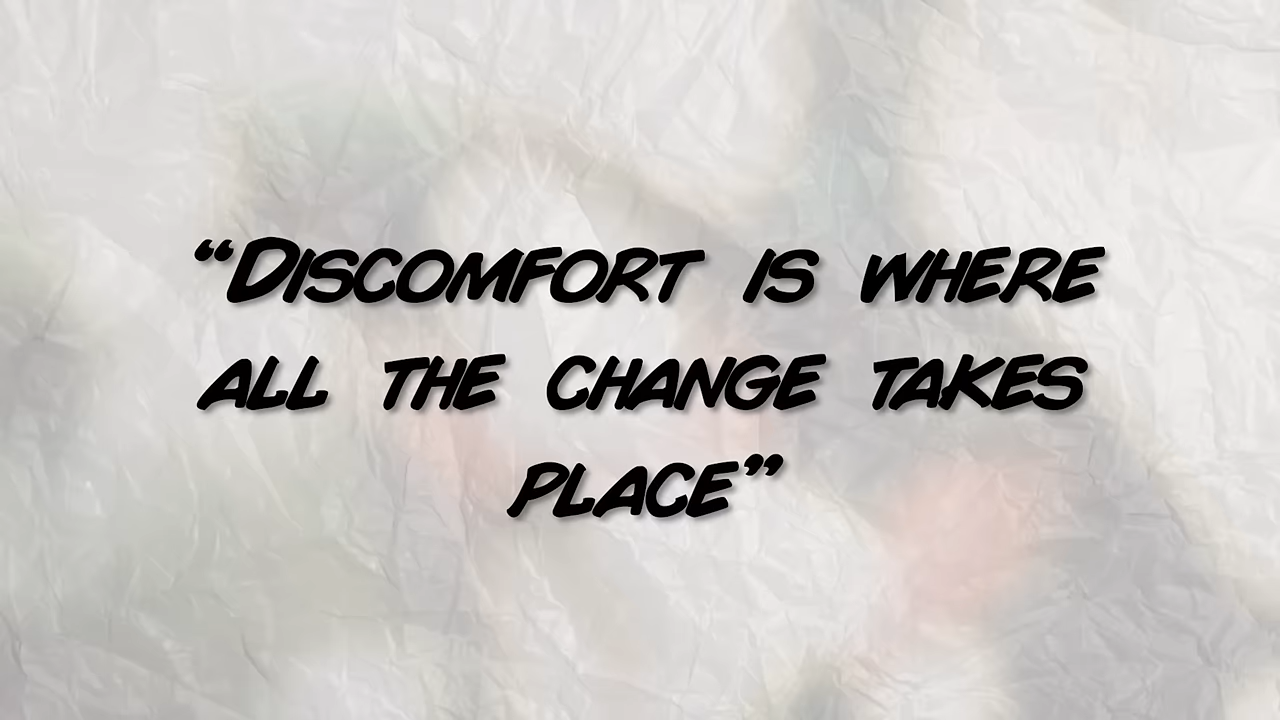 “Discomfort is where
all the change takes
place”